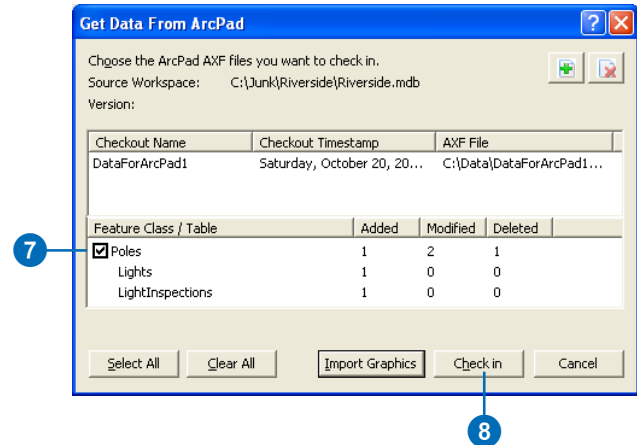 Get Data From ArcPad
Choose the ArcPad AXF files you want to check in.
Source Workspace: C:\Junk\Riverside\Riverside.mdb
Version:
Checkout Name Checkout Timestamp AXF File
DataForArcPad1 Saturday, October 20, 20... C:\Data\DataForArcPad1...
Feature Class / Table Added Modified Deleted
7 Poles 1 2 1
Lights 1 0 0
LightInspections 1 0 0
Select All Clear All Import Graphics Check in Cancel
8